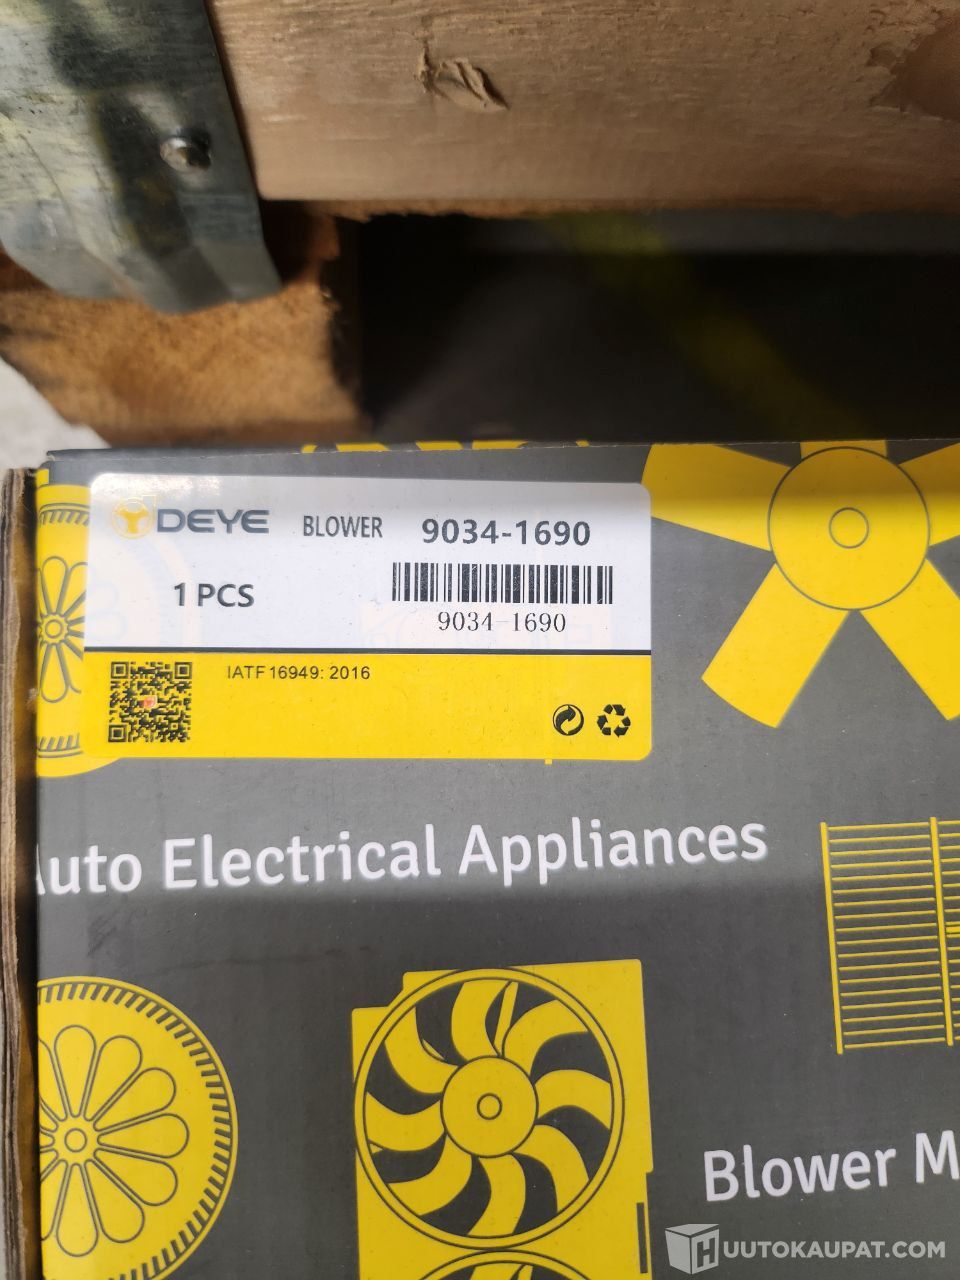 DEYE BLOWER 9034-1690
1 PCS
9034-1690
IATF 16949: 2016
Auto Electrical Appliances
Blower M
HUUTOKAUPAT.COM